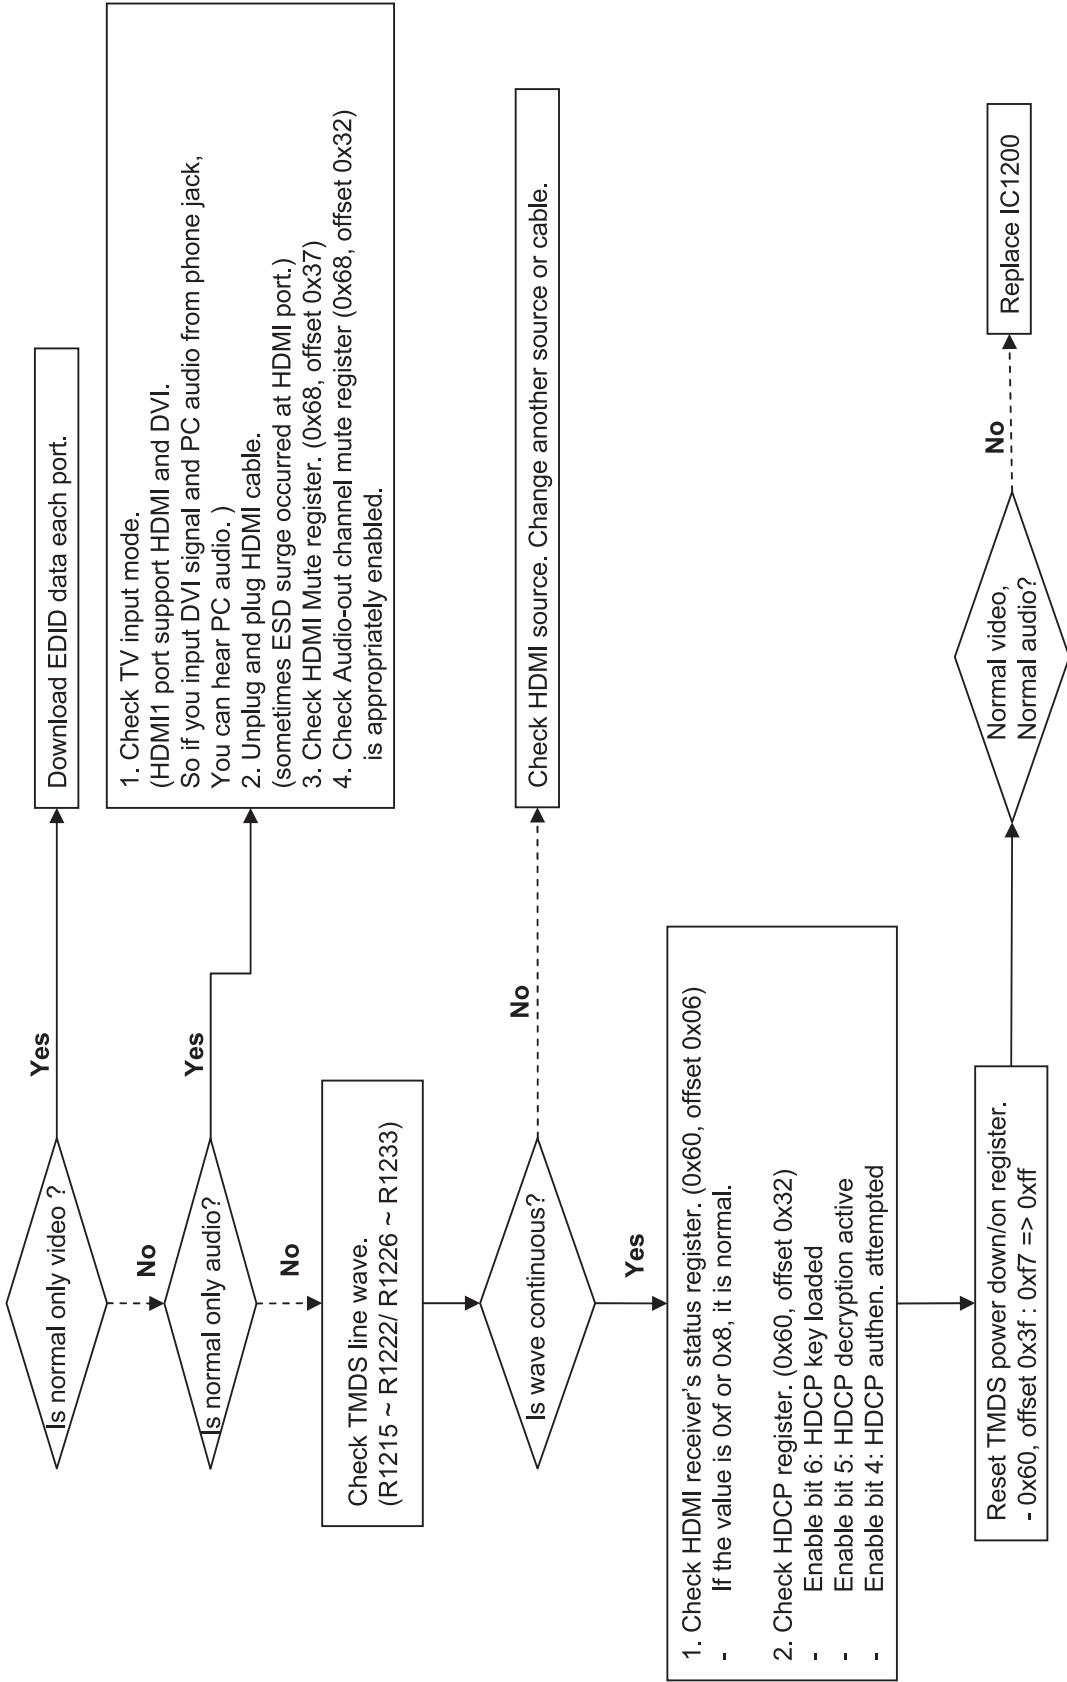 Is normal only video ?
Yes
Download EDID data each port.
No
Is normal only audio?
Yes
1. Check TV input mode.
(HDMI1 port support HDMI and DVI.
So if you input DVI signal and PC audio from phone jack,
You can hear PC audio. )
2. Unplug and plug HDMI cable.
(sometimes ESD surge occurred at HDMI port.)
3. Check HDMI Mute register. (0x68, offset 0x37)
4. Check Audio-out channel mute register (0x68, offset 0x32)
is appropriately enabled.
No
Check TMDS line wave.
(R1215 ~ R1222/ R1226 ~ R1233)
Is wave continuous?
No
Check HDMI source. Change another source or cable.
Yes
1. Check HDMI receiver’s status register. (0x60, offset 0x06)
- If the value is 0xf or 0x8, it is normal.
2. Check HDCP register. (0x60, offset 0x32)
- Enable bit 6: HDCP key loaded
- Enable bit 5: HDCP decryption active
- Enable bit 4: HDCP authen. attempted
Reset TMDS power down/on register.
- 0x60, offset 0x3f : 0xf7 => 0xff
Normal video,
Normal audio?
No
Replace IC1200